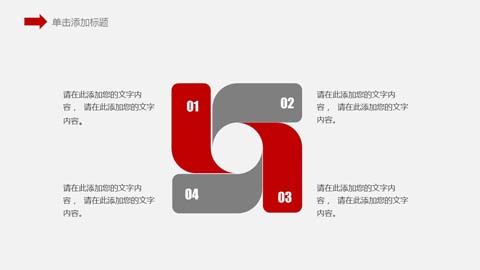 单击添加标题
请在此添加您的文字内
容， 请在此添加您的文字
内容。
01
02
请在此添加您的文字内
容， 请在此添加您的文字
内容。
请在此添加您的文字内
容， 请在此添加您的文字
内容。
04
03
请在此添加您的文字内
容， 请在此添加您的文字
内容。